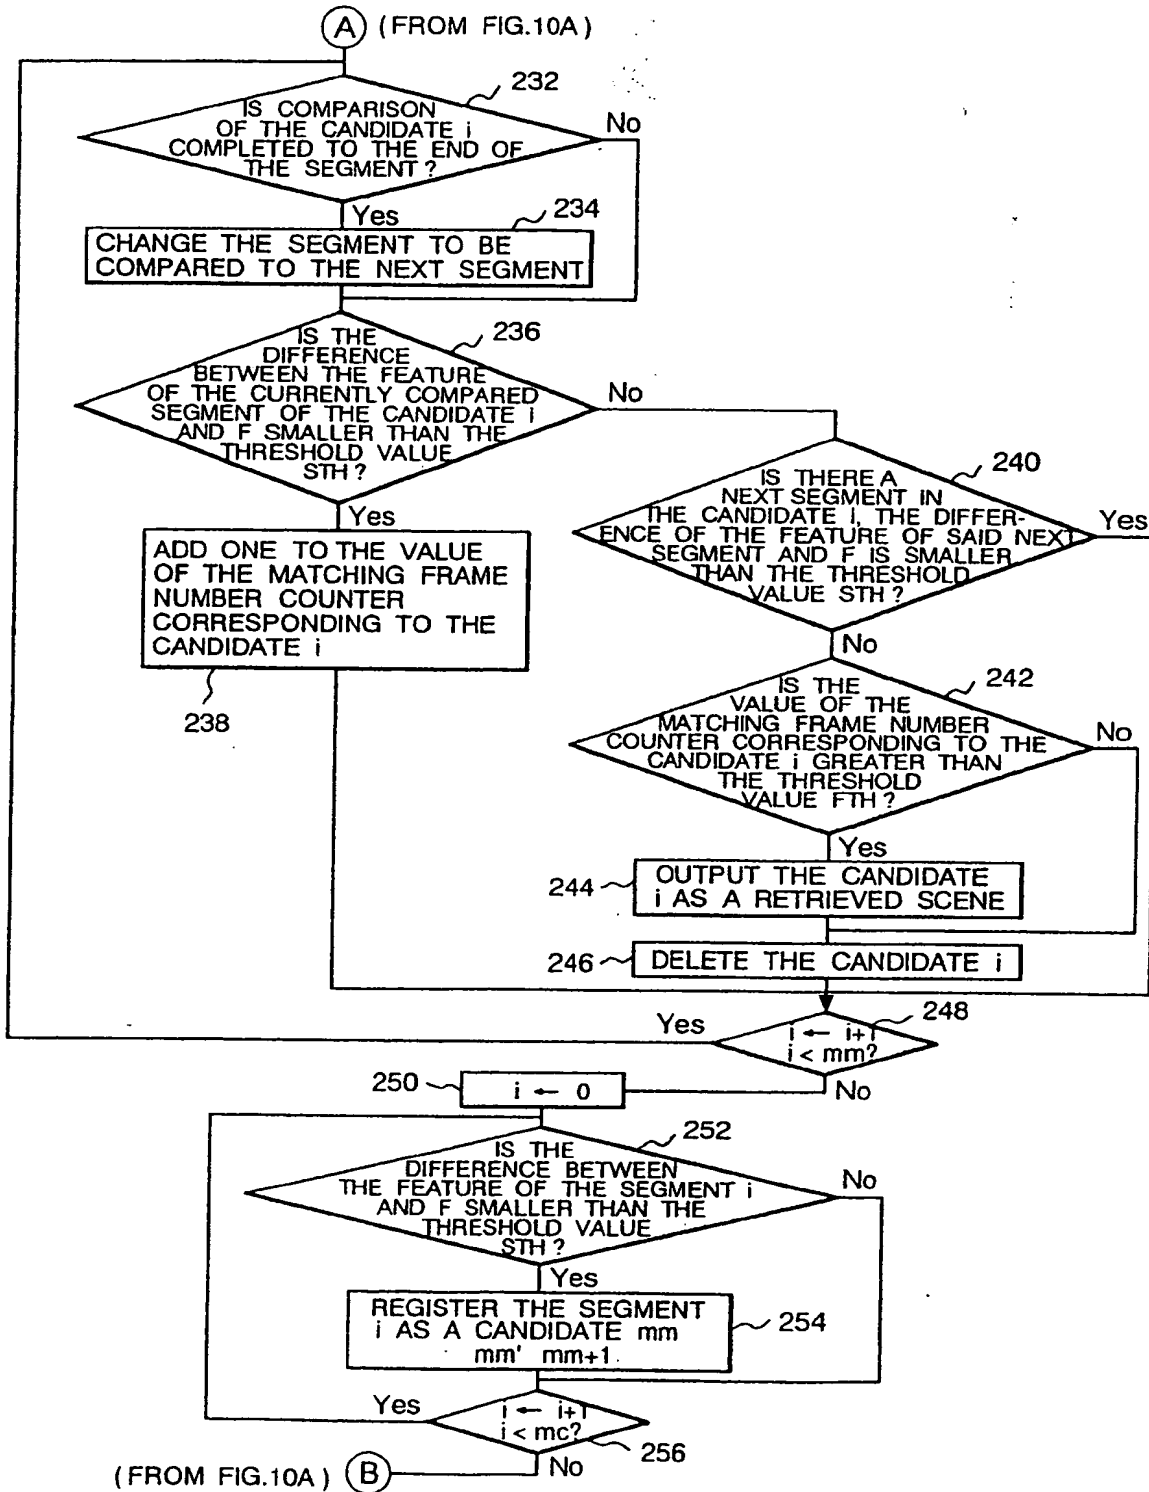 A (FROM FIG.10A)
232
IS COMPARISON
OF THE CANDIDATE i
COMPLETED TO THE END OF
THE SEGMENT?
No
Yes
234
CHANGE THE SEGMENT TO BE
COMPARED TO THE NEXT SEGMENT
236
IS THE
DIFFERENCE
BETWEEN THE FEATURE
OF THE CURRENTLY COMPARED
SEGMENT OF THE CANDIDATE i
AND F SMALLER THAN THE
THRESHOLD VALUE
STH?
No
Yes
240
IS THERE A
NEXT SEGMENT IN
THE CANDIDATE i, THE DIFFER-
ENCE OF THE FEATURE OF SAID NEXT
SEGMENT AND F IS SMALLER
THAN THE THRESHOLD
VALUE STH?
Yes
No
ADD ONE TO THE VALUE
OF THE MATCHING FRAME
NUMBER COUNTER
CORRESPONDING TO THE
CANDIDATE i
238
242
IS THE
VALUE OF THE
MATCHING FRAME NUMBER
COUNTER CORRESPONDING TO THE
CANDIDATE i GREATER THAN
THE THRESHOLD
VALUE FTH?
No
Yes
244
OUTPUT THE CANDIDATE
i AS A RETRIEVED SCENE
246
DELETE THE CANDIDATE i
248
i ← i+1
i < mm?
Yes
No
250
i ← 0
252
IS THE
DIFFERENCE BETWEEN
THE FEATURE OF THE SEGMENT i
AND F SMALLER THAN THE
THRESHOLD VALUE
STH?
No
Yes
254
REGISTER THE SEGMENT
i AS A CANDIDATE mm
mm' mm+1
i ← i+1
i < mc?
Yes
256
No
(FROM FIG.10A) B